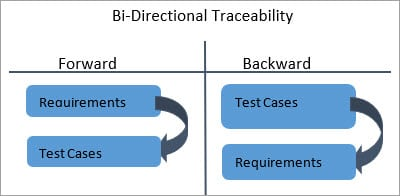 Bi-Directional Traceability
Forward
Backward
Requirements
Test Cases
Test Cases
Requirements